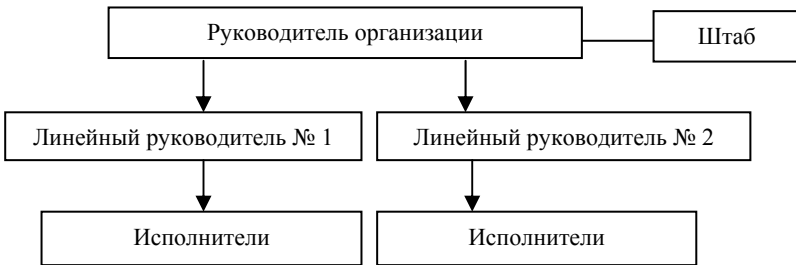 Руководитель организации
Штаб
Линейный руководитель № 1
Линейный руководитель № 2
Исполнители
Исполнители